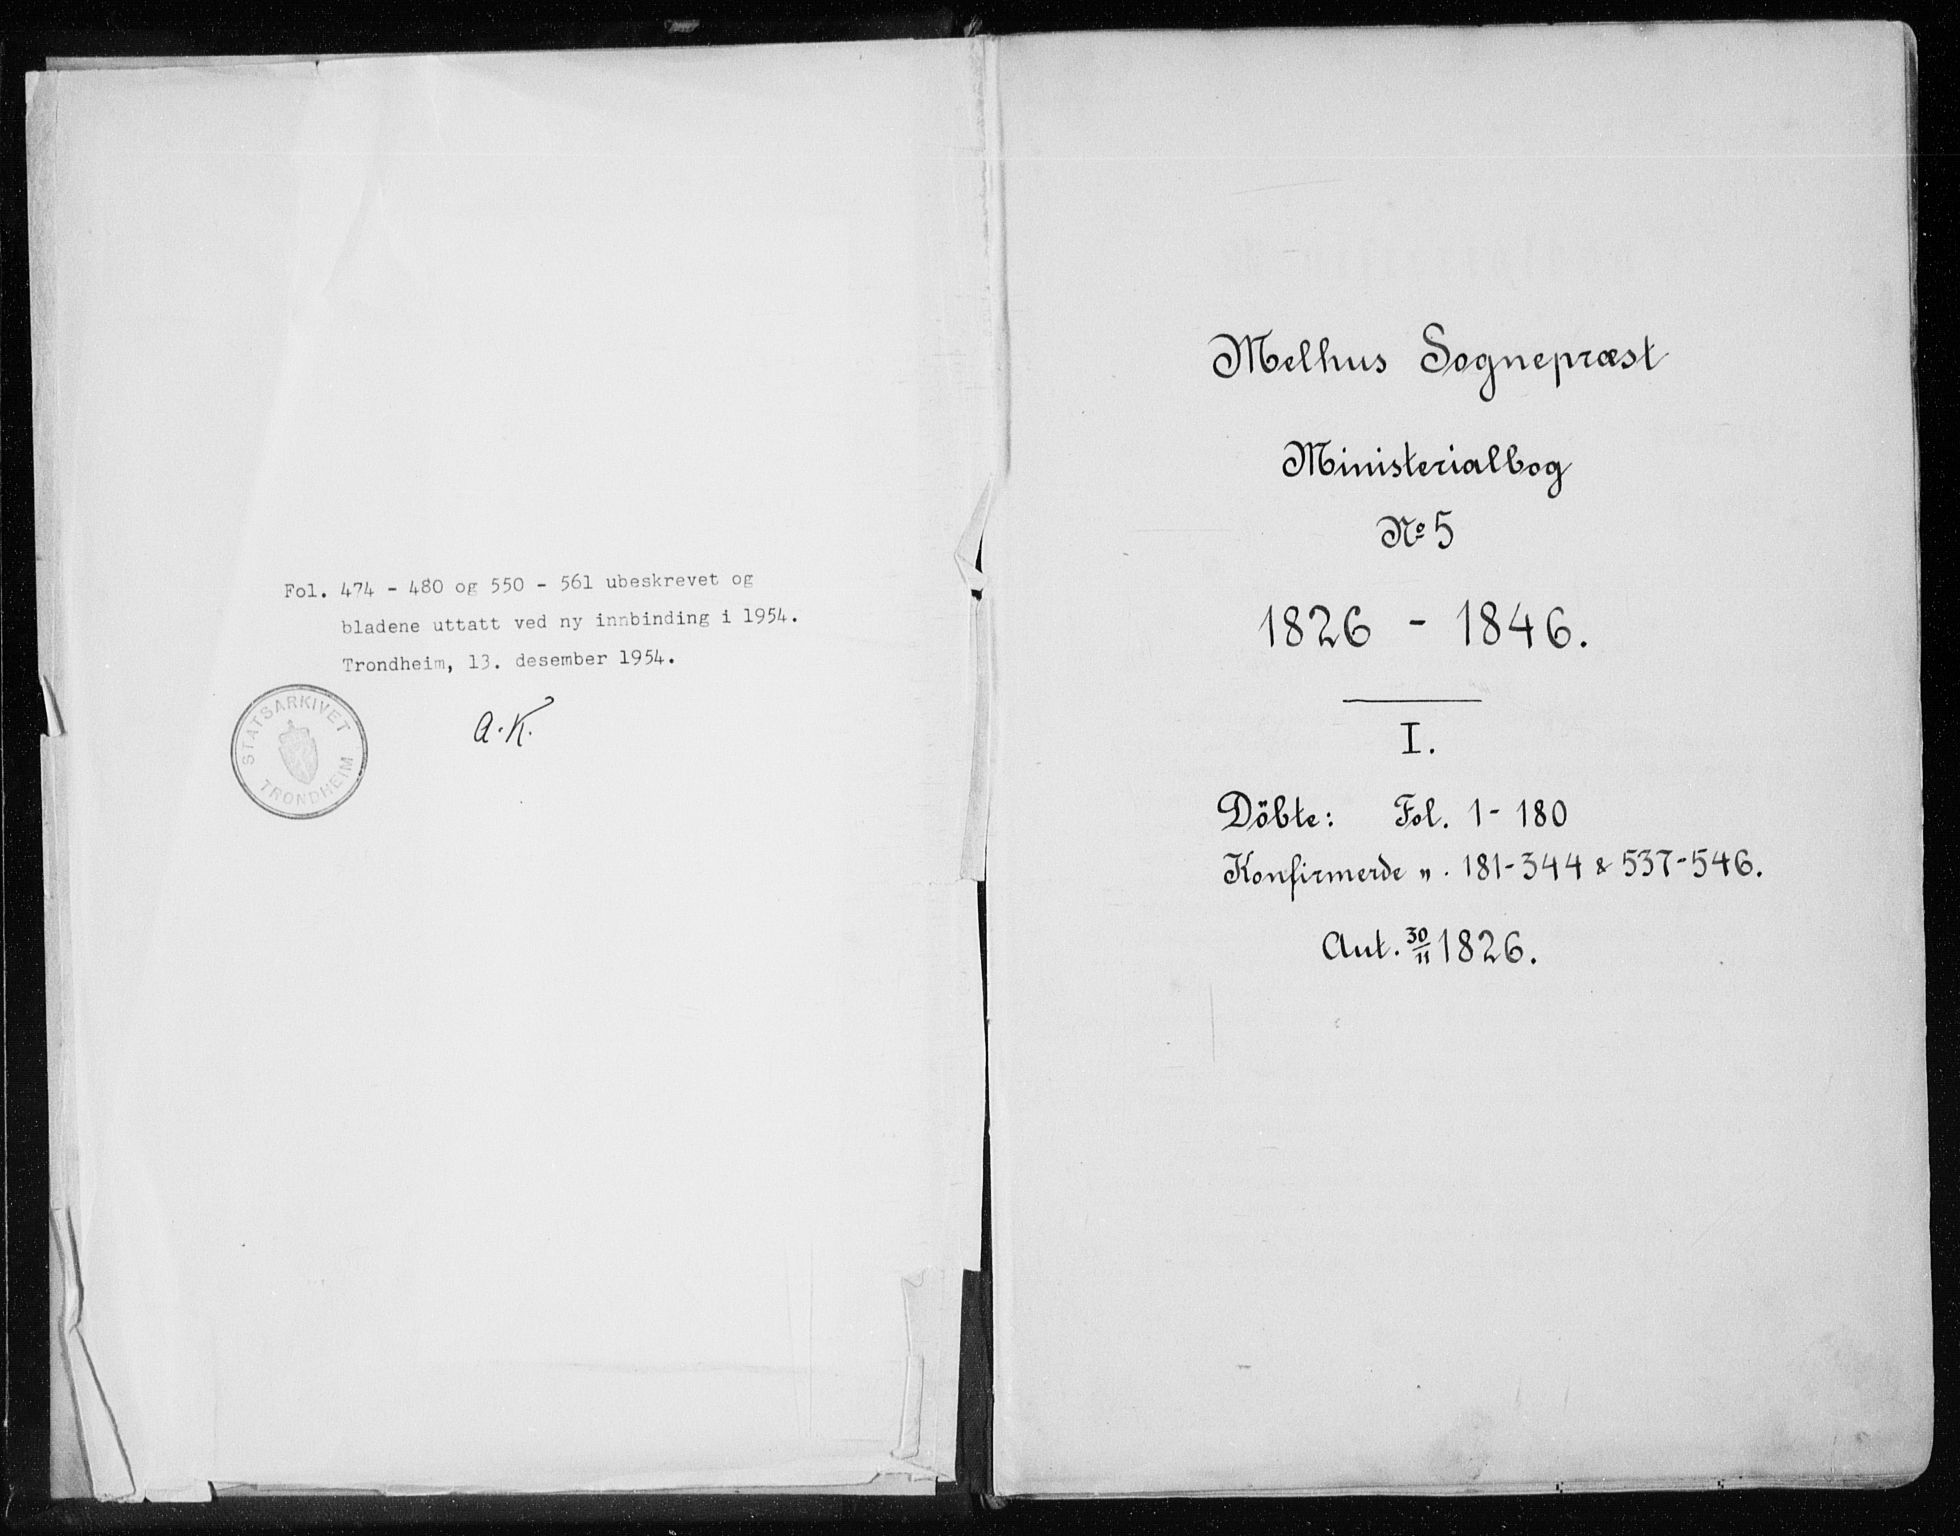 Fol. 474 - 480 og 550 - 561 ubeskrevet og
bladene uttatt ved ny innbinding i 1954.
Trondheim, 13. desember 1954.
STATSARKIVET
TRONDHEIM
A.K.
Melhus Sognepræst
Ministerialbog
No 5
1826 - 1846.
I.
Döbte: Fol. 1 - 180
Konfirmerde „ . 181-344 & 537-546.
Aut. 30/11 1826.